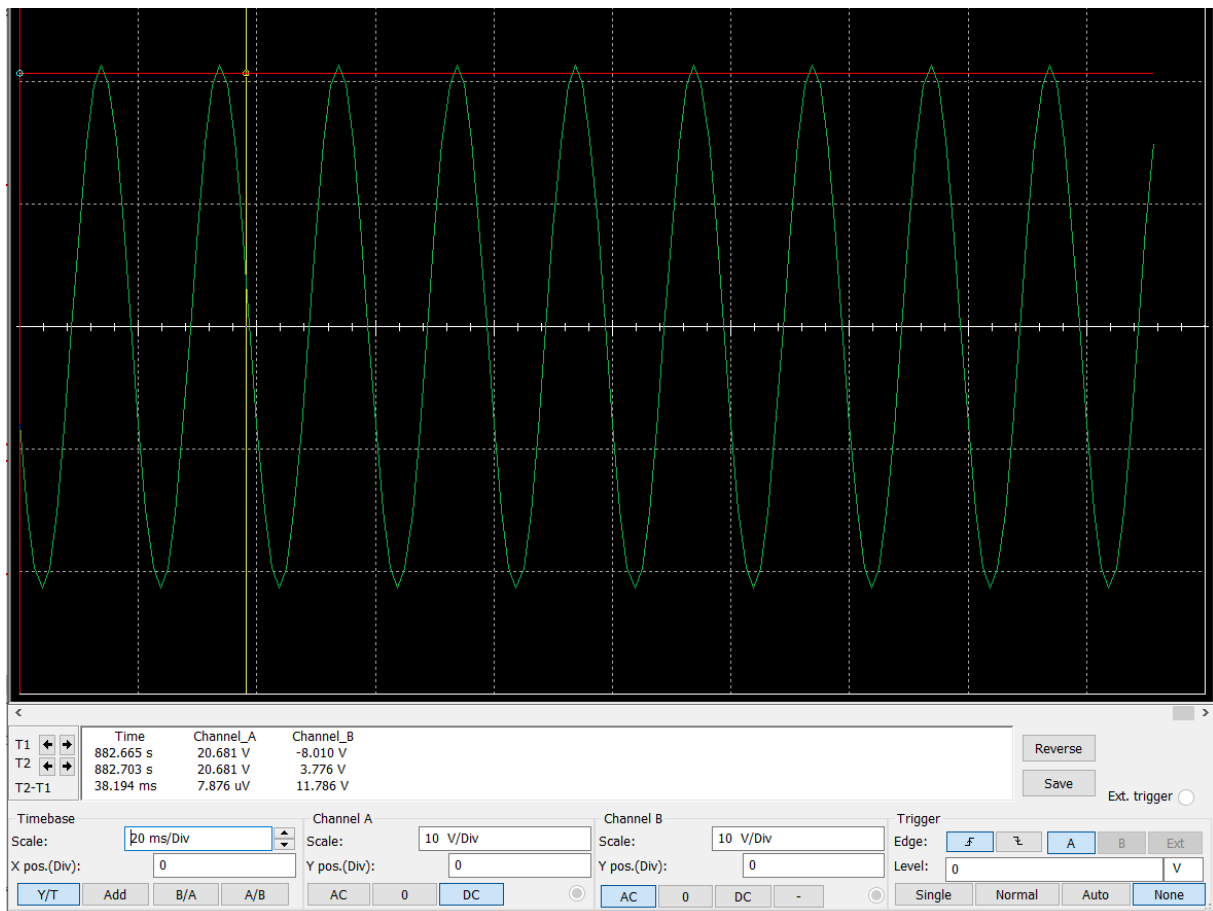 Time Channel_A Channel_B
T1 882.665 s 20.681 V -8.010 V
T2 882.703 s 20.681 V 3.776 V
T2-T1 38.194 ms 7.876 uV 11.786 V
Reverse
Save
Ext. trigger
Timebase
Scale: 20 ms/Div
X pos.(Div): 0
Y/T Add B/A A/B
Channel A
Scale: 10 V/Div
Y pos.(Div): 0
AC 0 DC
Channel B
Scale: 10 V/Div
Y pos.(Div): 0
AC 0 DC -
Trigger
Edge: A B Ext
Level: 0 V
Single Normal Auto None